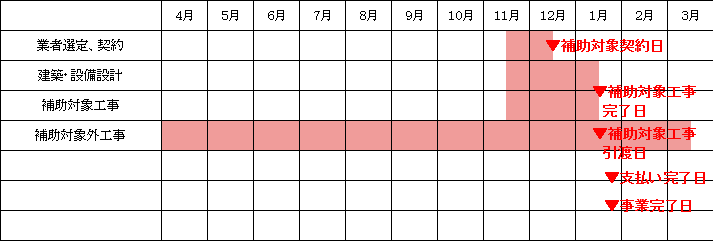 4月 5月 6月 7月 8月 9月 10月 11月 12月 1月 2月 3月
業者選定、契約
▼補助対象契約日
建築・設備設計
▼補助対象工事
完了日
補助対象工事
補助対象外工事
▼補助対象工事
引渡日
▼支払い完了日
▼事業完了日